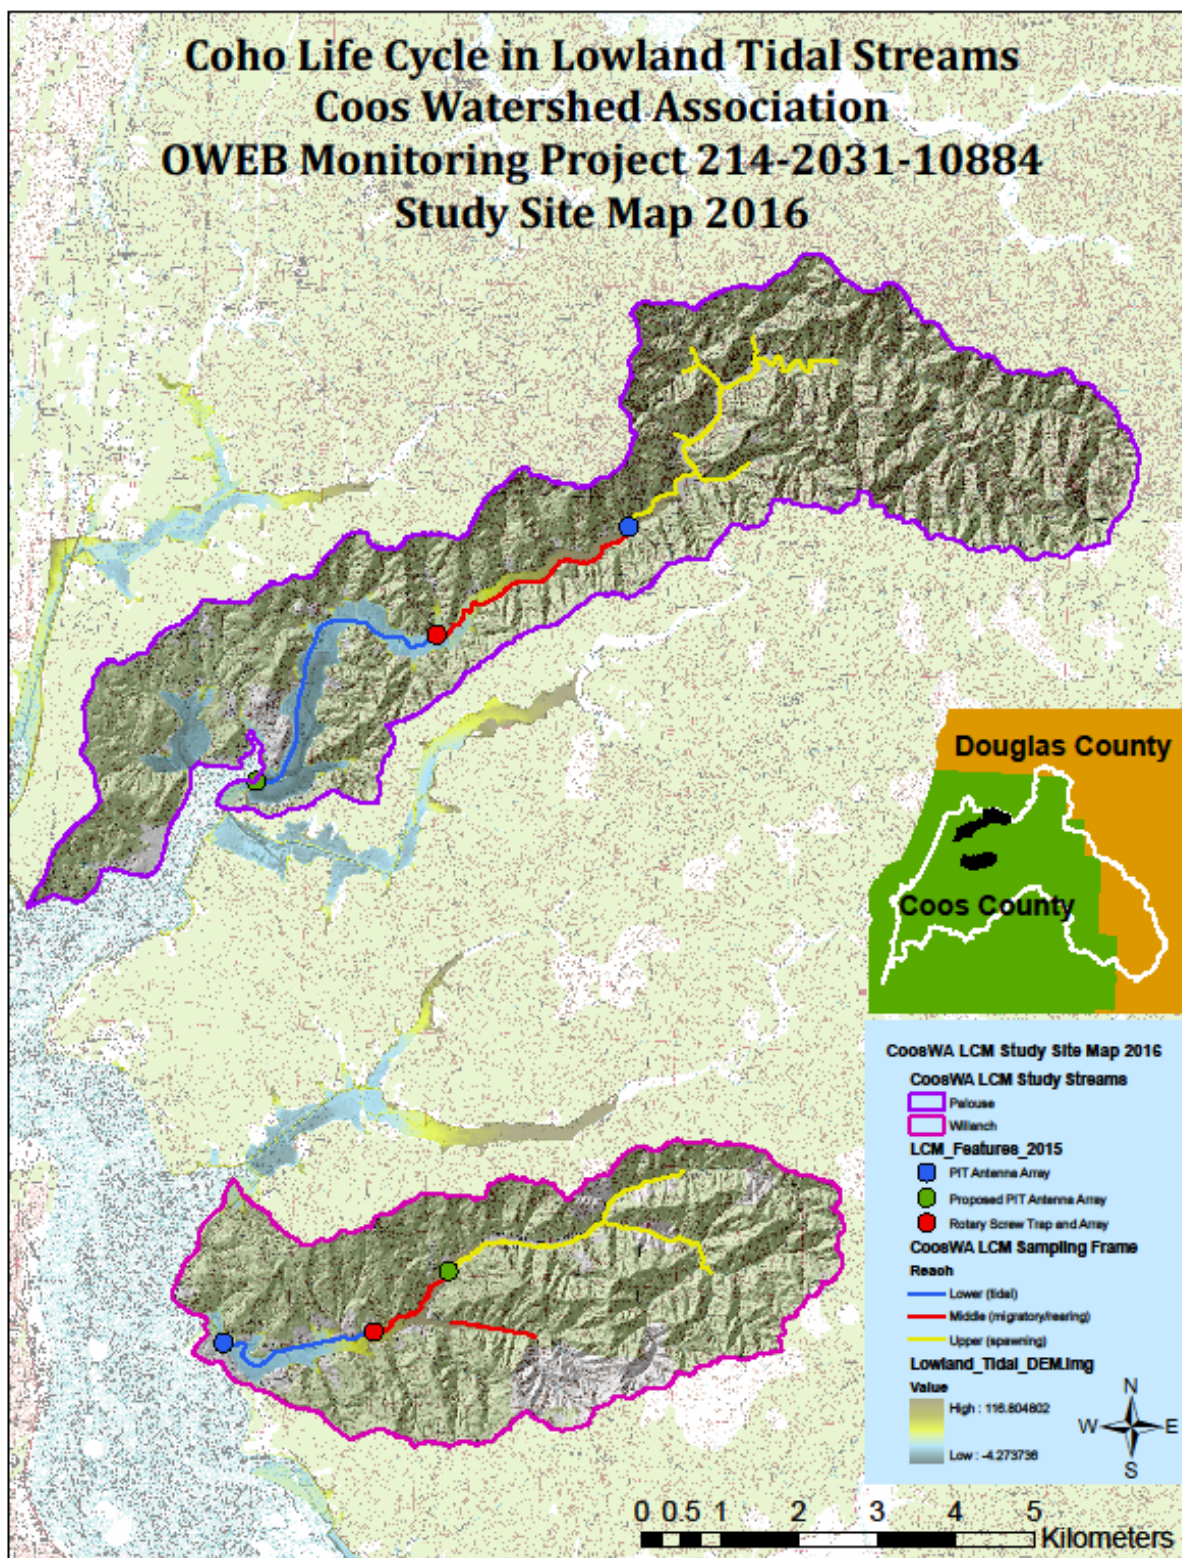 Coho Life Cycle in Lowland Tidal Streams
Coos Watershed Association
OWEB Monitoring Project 214-2031-10884
Study Site Map 2016
Douglas County
Coos County
CoosWA LCM Study Site Map 2016
CoosWA LCM Study Streams
Palouse
Willanch
LCM_Features_2015
PIT Antenna Array
Proposed PIT Antenna Array
Rotary Screw Trap and Array
CoosWA LCM Sampling Frame
Reach
Lower (tidal)
Middle (migratory/rearing)
Upper (spawning)
Lowland_Tidal_DEM.img
Value
High : 116.804802
Low : -4.273736
N
W E
S
0 0.5 1 2 3 4 5
Kilometers